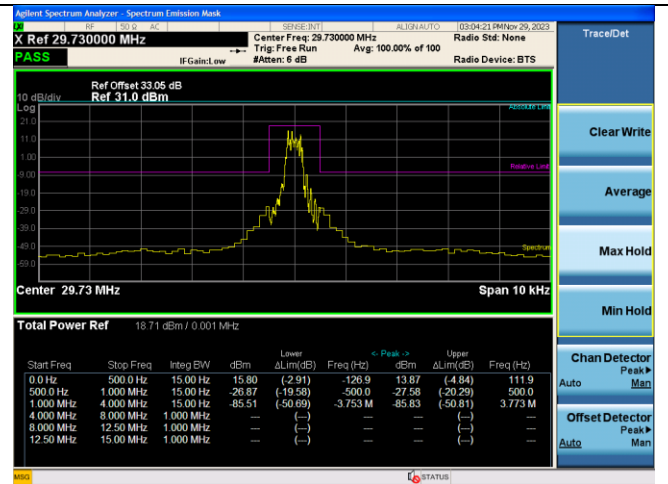 Agilent Spectrum Analyzer - Spectrum Emission Mask
RF 50 Ω AC SENSE:INT ALIGN AUTO 03:04:21 PM Nov 29, 2023
X Ref 29.730000 MHz
Center Freq: 29.730000 MHz
Radio Std: None
Trig: Free Run Avg: 100.00% of 100
PASS
IFGain:Low
#Atten: 6 dB
Radio Device: BTS
Ref Offset 33.05 dB
10 dB/div Ref 31.0 dBm
Log
Absolute Limit
21.0
11.0
1.00
Relative Limit
-9.00
-19.0
-29.0
-39.0
-49.0
Spectrum
-59.0
Center 29.73 MHz Span 10 kHz
Total Power Ref 18.71 dBm / 0.001 MHz
Lower <- Peak -> Upper
Start Freq Stop Freq Integ BW dBm ΔLim(dB) Freq (Hz) dBm ΔLim(dB) Freq (Hz)
0.0 Hz 500.0 Hz 15.00 Hz 15.80 (-2.91) -126.9 13.87 (-4.84) 111.9
500.0 Hz 1.000 MHz 15.00 Hz -26.87 (-19.58) -500.0 -27.58 (-20.29) 500.0
1.000 MHz 4.000 MHz 15.00 Hz -85.51 (-50.69) -3.753 M -85.83 (-50.81) 3.773 M
4.000 MHz 8.000 MHz 1.000 MHz --- (---) --- (---)
8.000 MHz 12.50 MHz 1.000 MHz --- (---) --- (---)
12.50 MHz 15.00 MHz 1.000 MHz --- (---) --- (---)
MSG STATUS
Trace/Det
Clear Write
Average
Max Hold
Min Hold
Chan Detector
Peak▶
Auto Man
Offset Detector
Peak▶
Auto Man